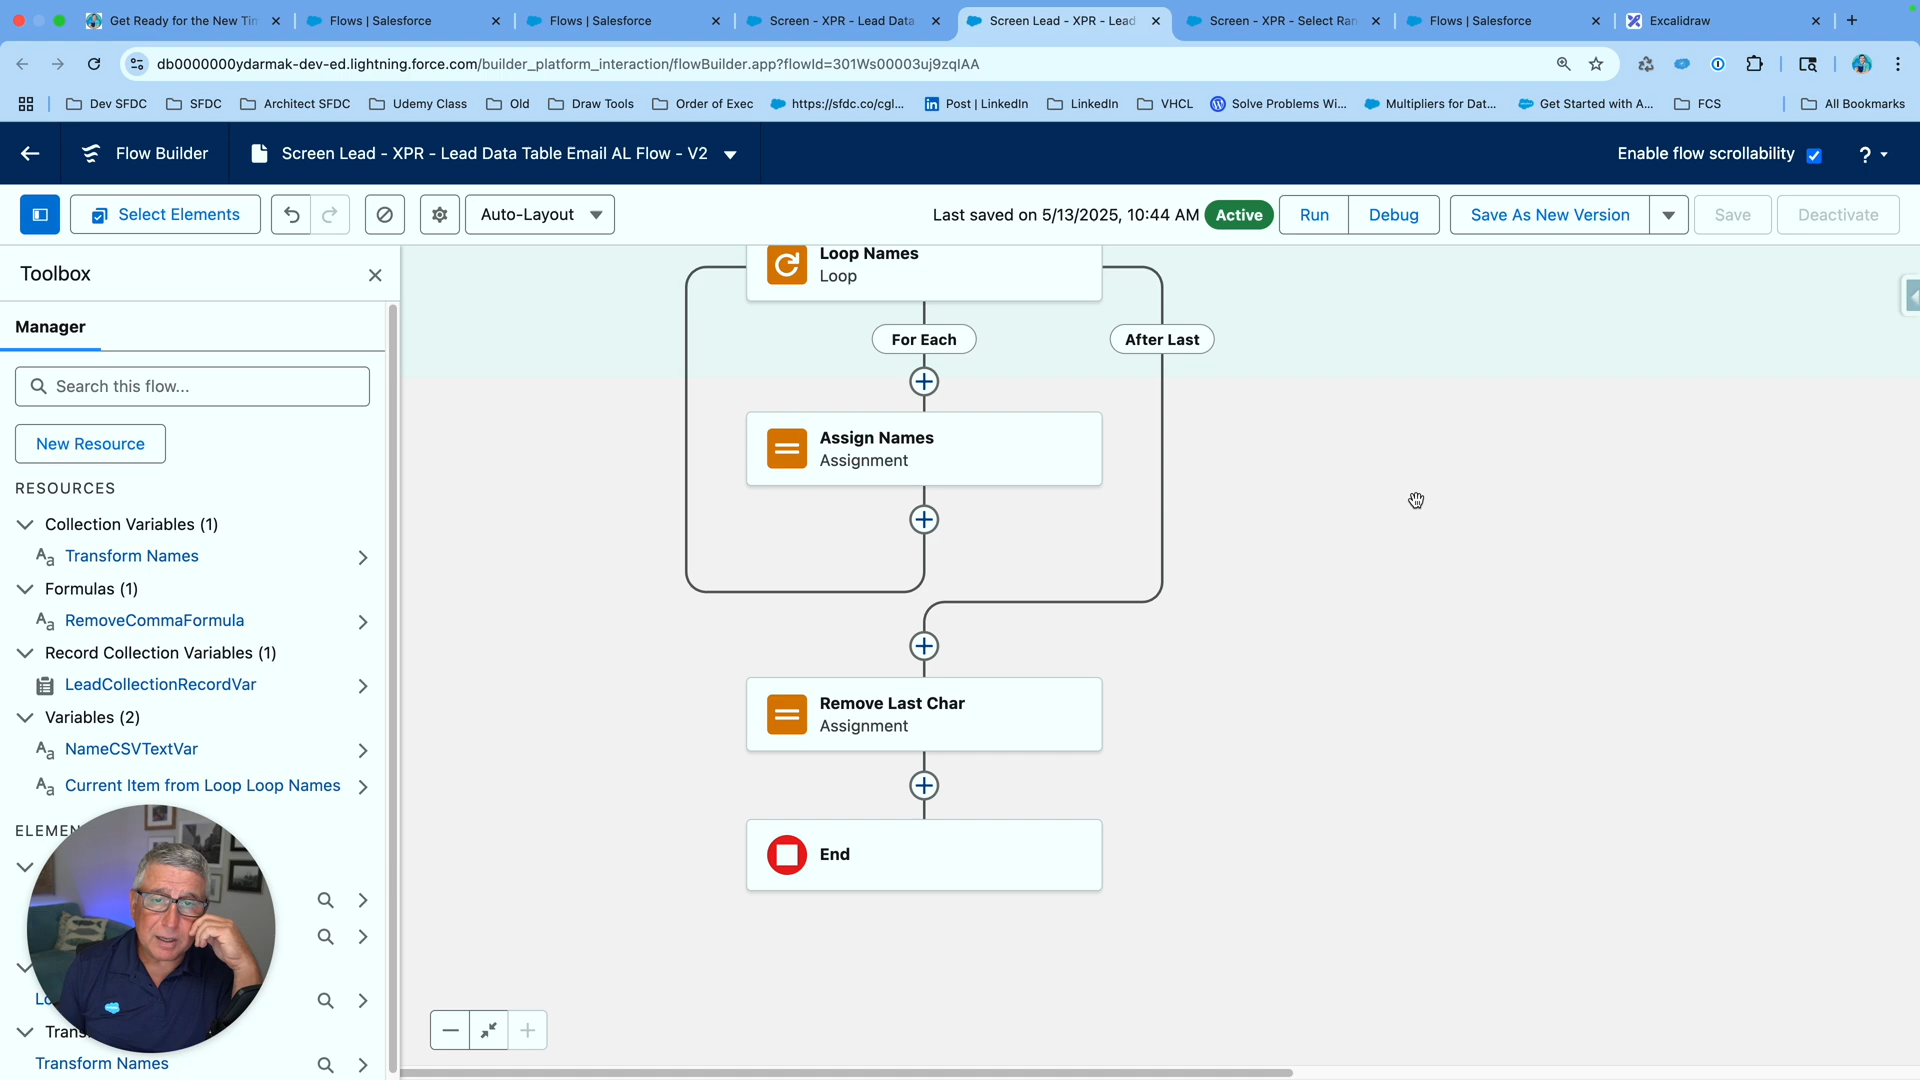 Get Ready for the New Tin
Flows | Salesforce
Flows | Salesforce
Screen - XPR - Lead Data
Screen Lead - XPR - Lead
Screen - XPR - Select Ran
Flows | Salesforce
Excalidraw
db0000000ydarmak-dev-ed.lightning.force.com/builder_platform_interaction/flowBuilder.app?flowId=301Ws00003uj9zqIAA
Dev SFDC
SFDC
Architect SFDC
Udemy Class
Old
Draw Tools
Order of Exec
https://sfdc.co/cgl...
Post | LinkedIn
LinkedIn
VHCL
Solve Problems Wi...
Multipliers for Dat...
Get Started with A...
FCS
All Bookmarks
Flow Builder
Screen Lead - XPR - Lead Data Table Email AL Flow - V2
Enable flow scrollability
?
Select Elements
Auto-Layout
Last saved on 5/13/2025, 10:44 AM
Active
Run
Debug
Save As New Version
Save
Deactivate
Toolbox
Manager
Search this flow...
New Resource
RESOURCES
Collection Variables (1)
Transform Names
Formulas (1)
RemoveCommaFormula
Record Collection Variables (1)
LeadCollectionRecordVar
Variables (2)
NameCSVTextVar
Current Item from Loop Loop Names
ELEMEN
Lo
Trans
Transform Names
Loop Names
Loop
For Each
After Last
Assign Names
Assignment
Remove Last Char
Assignment
End